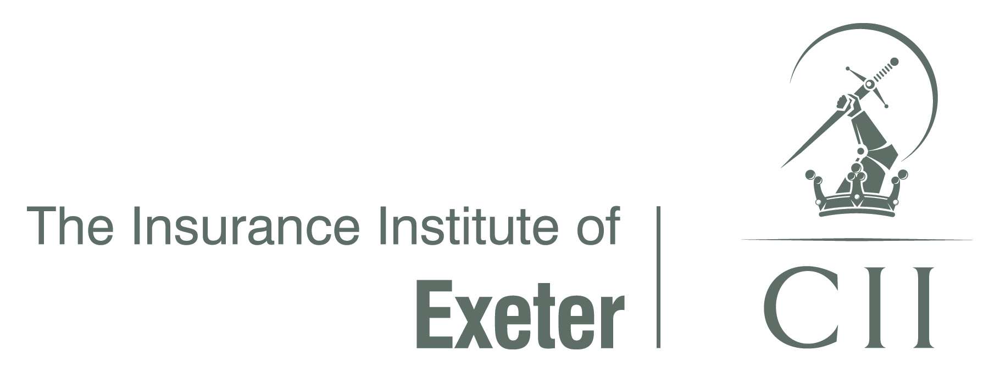 The Insurance Institute of
Exeter
CII